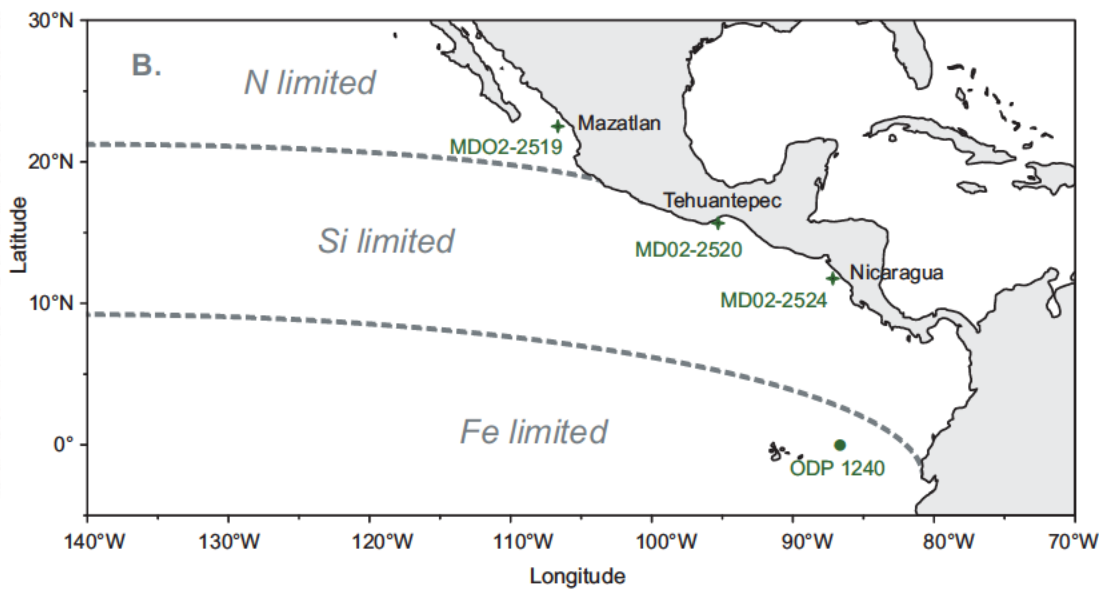 30°N
B.
N limited
Mazatlan
MDO2-2519
20°N
Tehuantepec
Latitude
Si limited
MD02-2520
Nicaragua
MD02-2524
10°N
Fe limited
0°
ODP 1240
140°W 130°W 120°W 110°W 100°W 90°W 80°W 70°W
Longitude